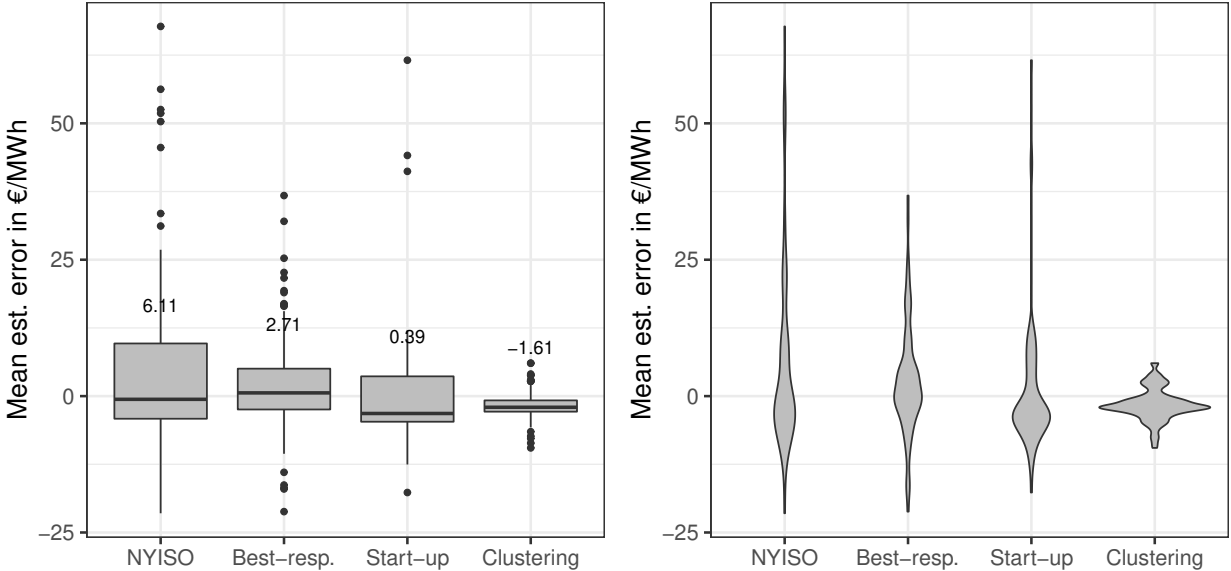 Mean est. error in €/MWh
50
25
0
−25
6.11
2.71
0.39
−1.61
NYISO
Best−resp.
Start−up
Clustering
Mean est. error in €/MWh
50
25
0
−25
NYISO
Best−resp.
Start−up
Clustering